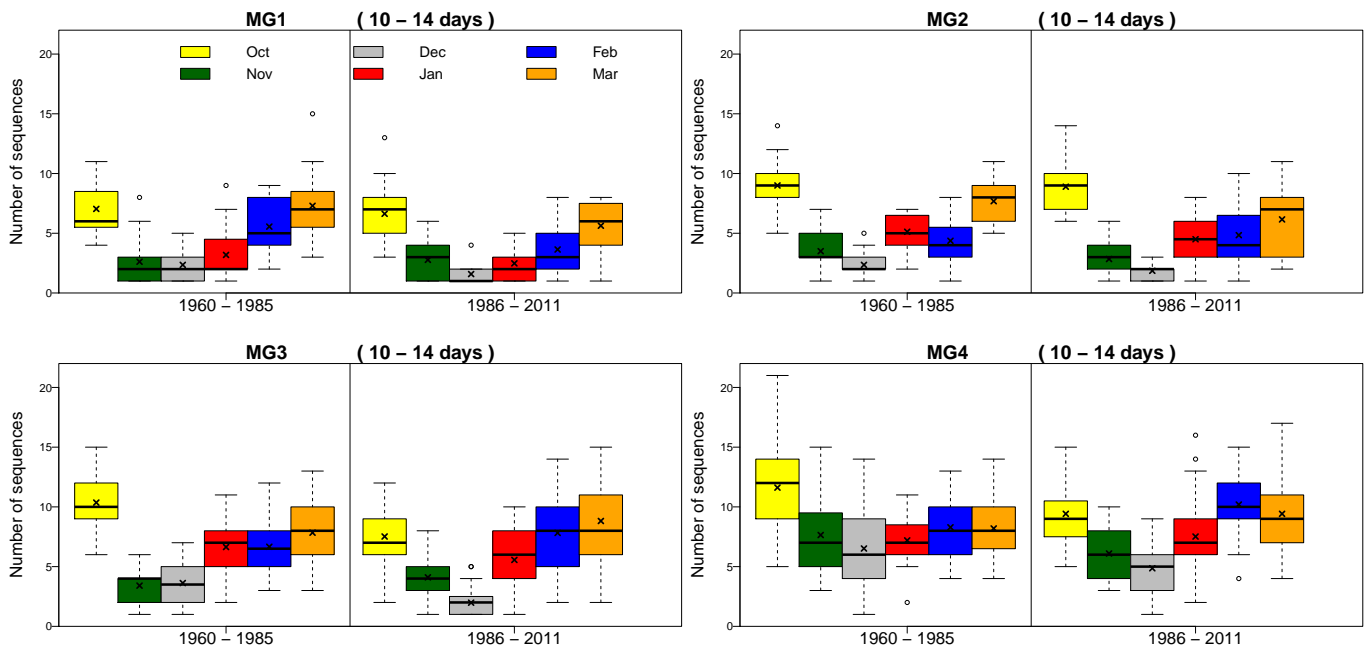 MG1 ( 10 − 14 days )
Number of sequences
20
15
10
5
0
Oct Dec Feb
Nov Jan Mar
1960 − 1985 1986 − 2011
MG2 ( 10 − 14 days )
Number of sequences
20
15
10
5
0
1960 − 1985 1986 − 2011
MG3 ( 10 − 14 days )
Number of sequences
20
15
10
5
0
1960 − 1985 1986 − 2011
MG4 ( 10 − 14 days )
Number of sequences
20
15
10
5
0
1960 − 1985 1986 − 2011